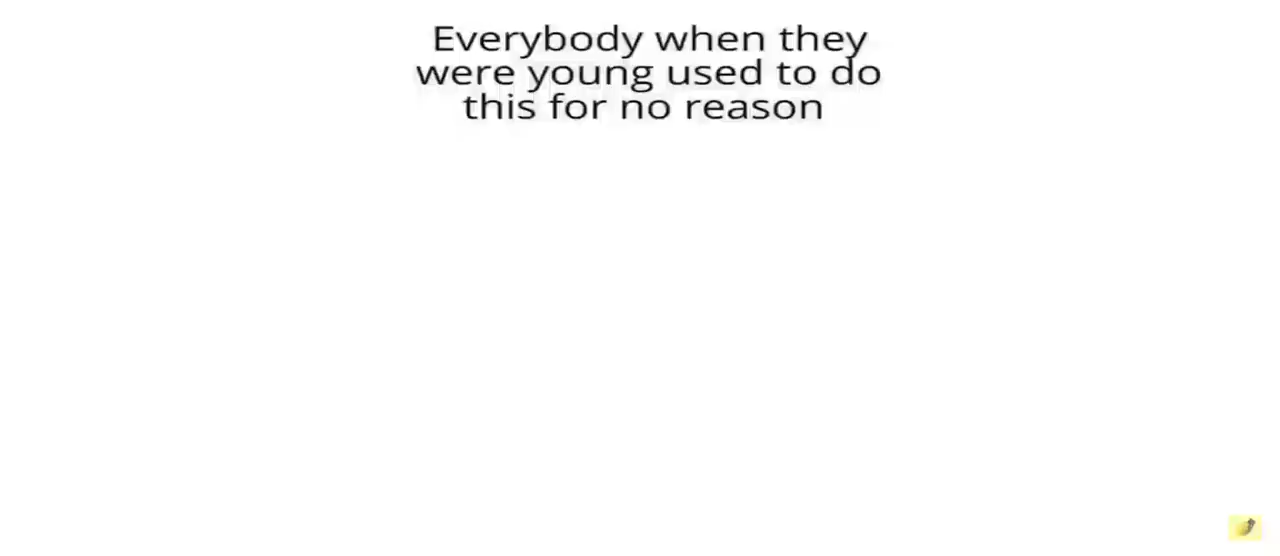 Everybody when they
were young used to do
this for no reason